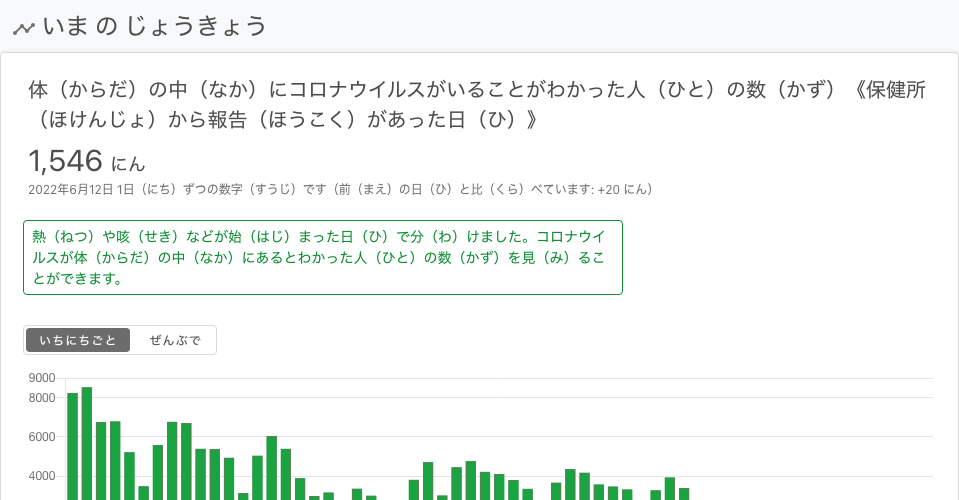 いま の じょうきょう
体（からだ）の中（なか）にコロナウイルスがいることがわかった人（ひと）の数（かず）《保健所
（ほけんじょ）から報告（ほうこく）があった日（ひ）》
1,546 にん
2022年6月12日 1日（にち）ずつの数字（すうじ）です（前（まえ）の日（ひ）と比（くら）べています: +20 にん）
熱（ねつ）や咳（せき）などが始（はじ）まった日（ひ）で分（わ）けました。コロナウイ
ルスが体（からだ）の中（なか）にあるとわかった人（ひと）の数（かず）を見（み）るこ
とができます。
いちにちごと ぜんぶで
9000
8000
6000
4000